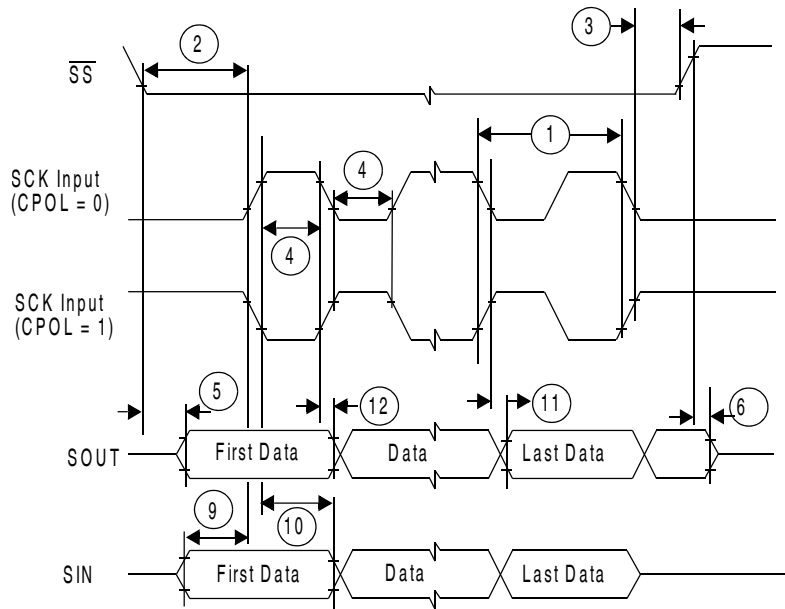 2
3
SS
1
SCK Input
(CPOL = 0)
4
4
SCK Input
(CPOL = 1)
5
12
11
6
SOUT
First Data
Data
Last Data
9
10
SIN
First Data
Data
Last Data